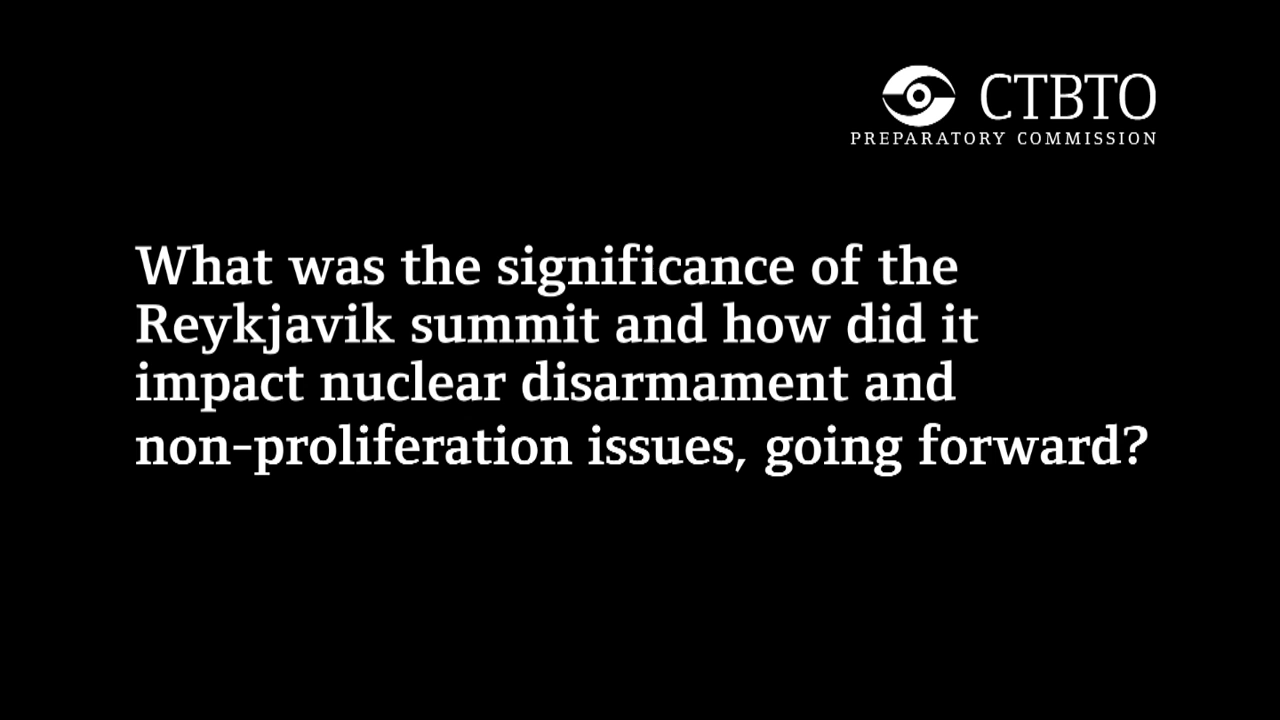 CTBTO
PREPARATORY COMMISSION
What was the significance of the
Reykjavik summit and how did it
impact nuclear disarmament and
non-proliferation issues, going forward?